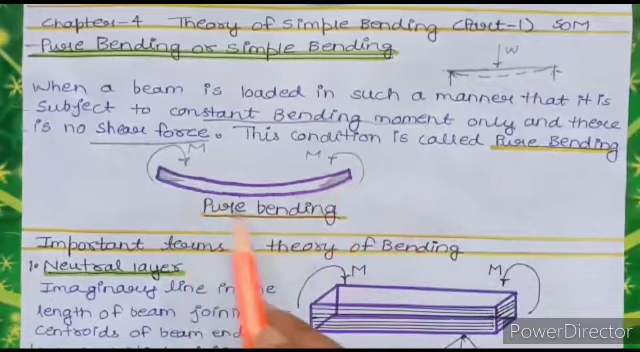 Chapter-4 Theory of Simple Bending (Part-1) SOM
Pure Bending or Simple Bending
W
When a beam is loaded in such a manner that it is
subject to constant Bending moment only and there
is no shear force. This condition is called Pure Bending
M M
Pure bending
Important terms theory of Bending
1. Neutral layer
M M
Imaginary line in
length of beam
centroids of beam
PowerDirector